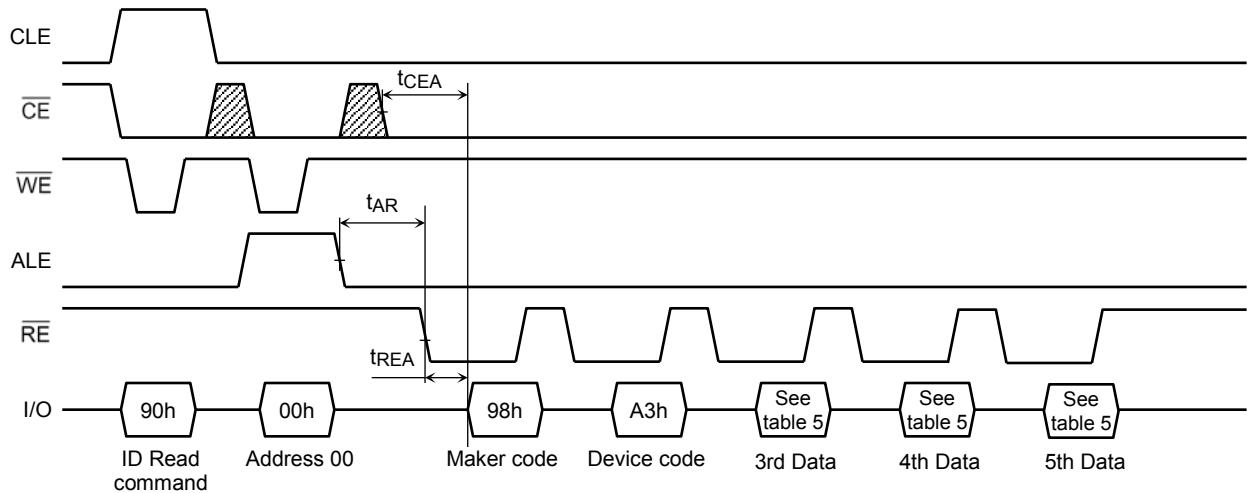 CLE
tCEA
CE
WE
tAR
ALE
RE
tREA
I/O
90h
00h
98h
A3h
See
table 5
See
table 5
See
table 5
ID Read
command
Address 00
Maker code
Device code
3rd Data
4th Data
5th Data